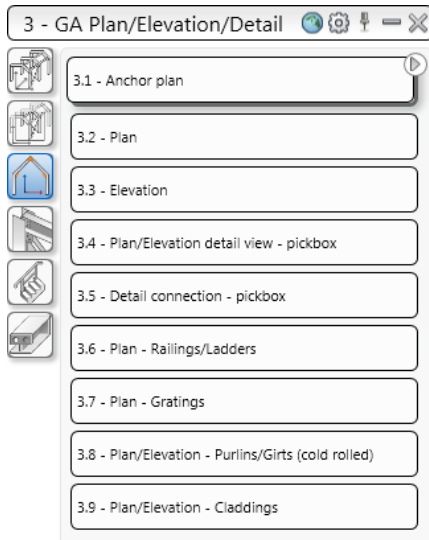 3 - GA Plan/Elevation/Detail
3.1 - Anchor plan
3.2 - Plan
3.3 - Elevation
3.4 - Plan/Elevation detail view - pickbox
3.5 - Detail connection - pickbox
3.6 - Plan - Railings/Ladders
3.7 - Plan - Gratings
3.8 - Plan/Elevation - Purlins/Girts (cold rolled)
3.9 - Plan/Elevation - Claddings